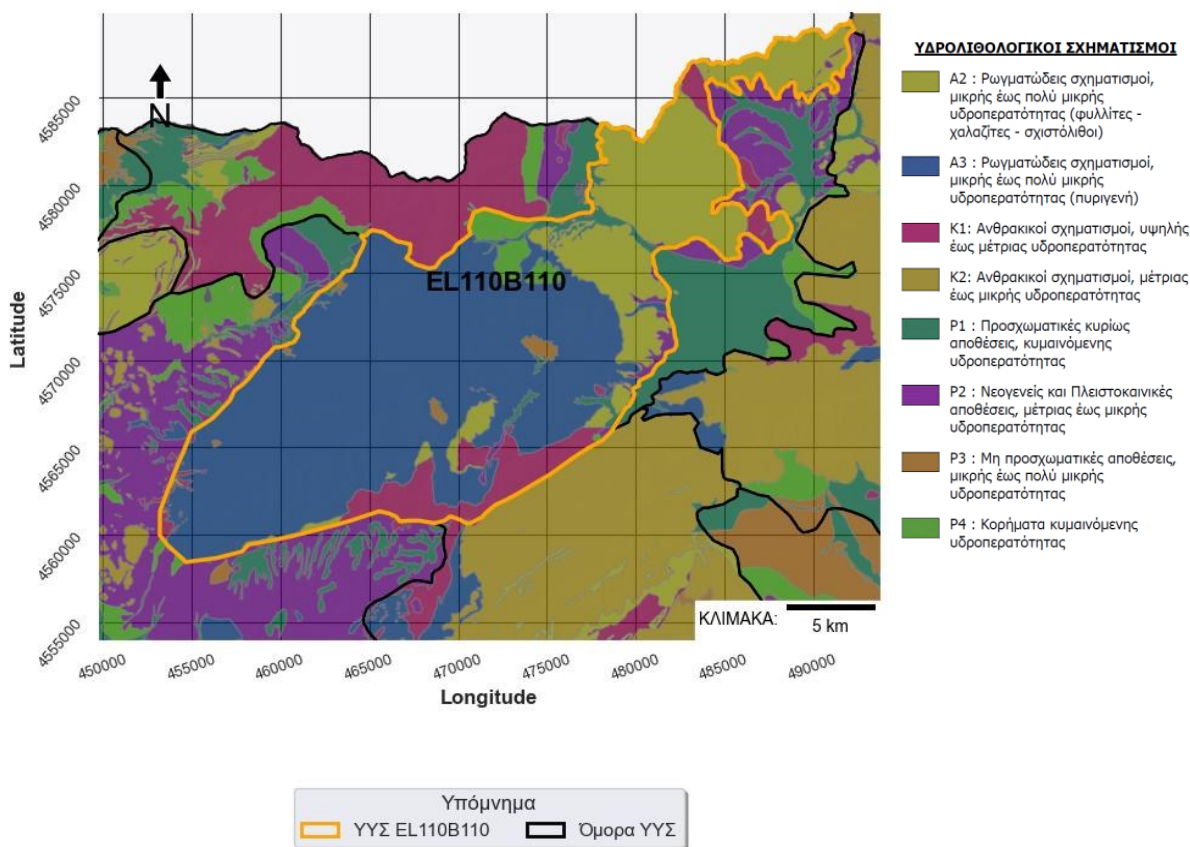 ΥΔΡΟΛΙΘΟΛΟΓΙΚΟΙ ΣΧΗΜΑΤΙΣΜΟΙ
A2 : Ρωγματώδεις σχηματισμοί,
μικρής έως πολύ μικρής
υδροπερατότητας (φυλλίτες -
χαλαζίτες - σχιστόλιθοι)
A3 : Ρωγματώδεις σχηματισμοί,
μικρής έως πολύ μικρής
υδροπερατότητας (πυριγενή)
K1: Ανθρακικοί σχηματισμοί, υψηλής
έως μέτριας υδροπερατότητας
K2: Ανθρακικοί σχηματισμοί, μέτριας
έως μικρής υδροπερατότητας
P1 : Προσχωματικές κυρίως
αποθέσεις, κυμαινόμενης
υδροπερατότητας
P2 : Νεογενείς και Πλειστοκαινικές
αποθέσεις, μέτριας έως μικρής
υδροπερατότητας
P3 : Μη προσχωματικές αποθέσεις,
μικρής έως πολύ μικρής
υδροπερατότητας
P4 : Κορήματα κυμαινόμενης
υδροπερατότητας
N
EL110B110
Latitude
4585000
4580000
4575000
4570000
4565000
4560000
4555000
ΚΛΙΜΑΚΑ:
5 km
450000 455000 460000 465000 470000 475000 480000 485000 490000
Longitude
Υπόμνημα
ΥΥΣ EL110B110 Όμορα ΥΥΣ